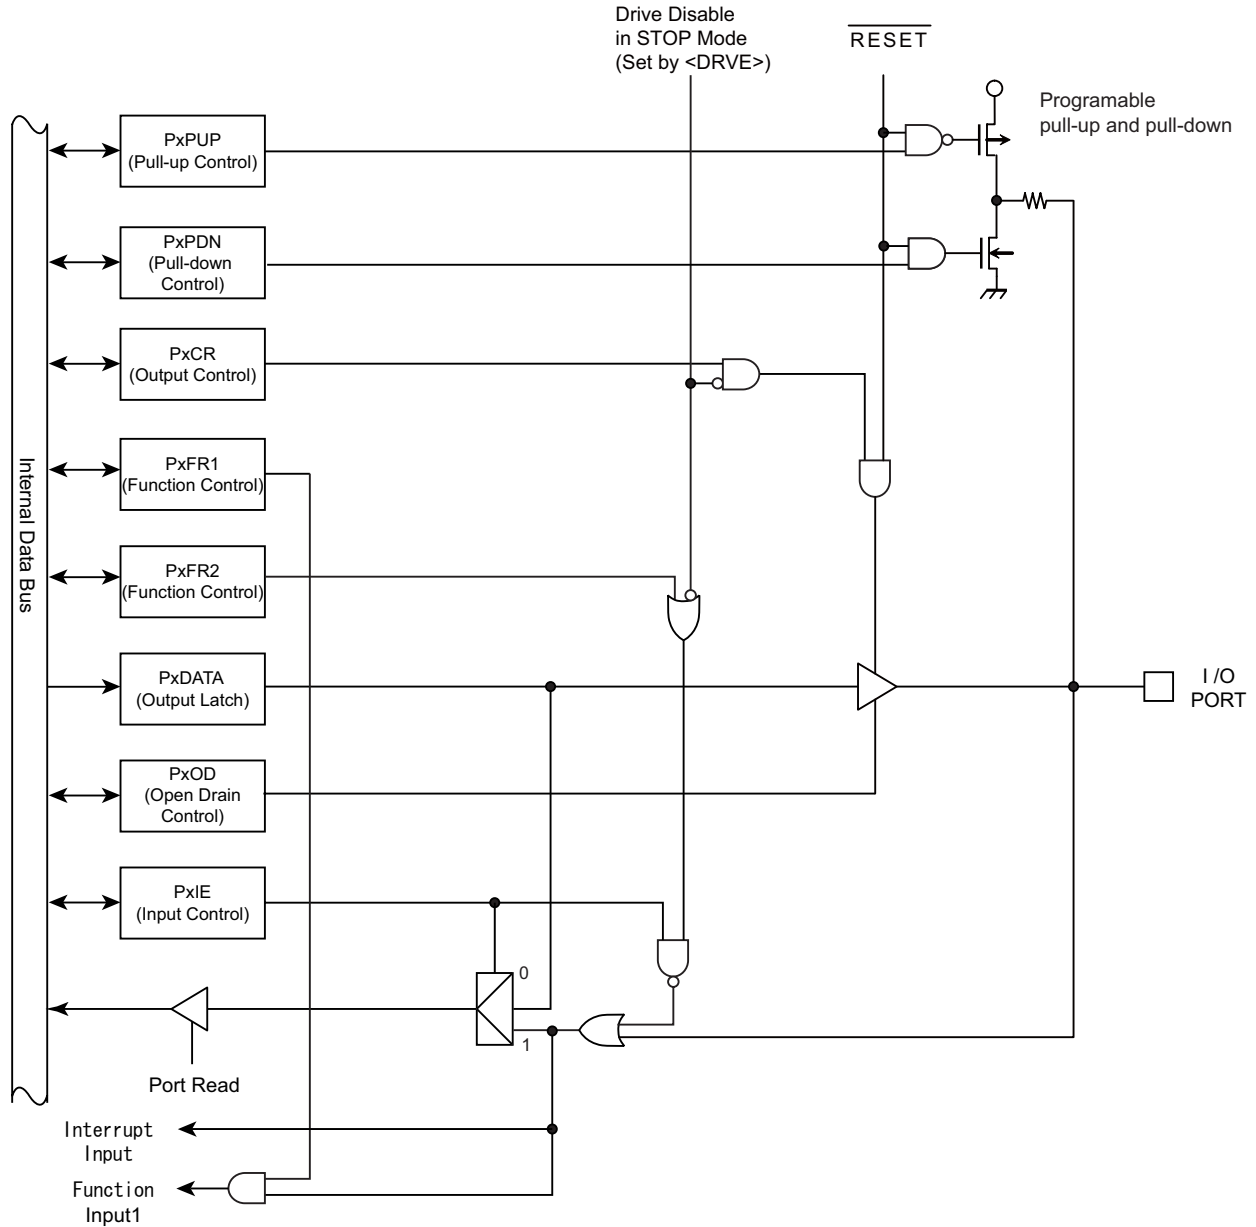 Drive Disable
in STOP Mode
(Set by <DRVE>)
RESET
Programable
pull-up and pull-down
PxPUP
(Pull-up Control)
PxPDN
(Pull-down
Control)
PxCR
(Output Control)
PxFR1
(Function Control)
Internal Data Bus
PxFR2
(Function Control)
PxDATA
(Output Latch)
I /O
PORT
PxOD
(Open Drain
Control)
PxIE
(Input Control)
0
1
Port Read
Interrupt
Input
Function
Input1